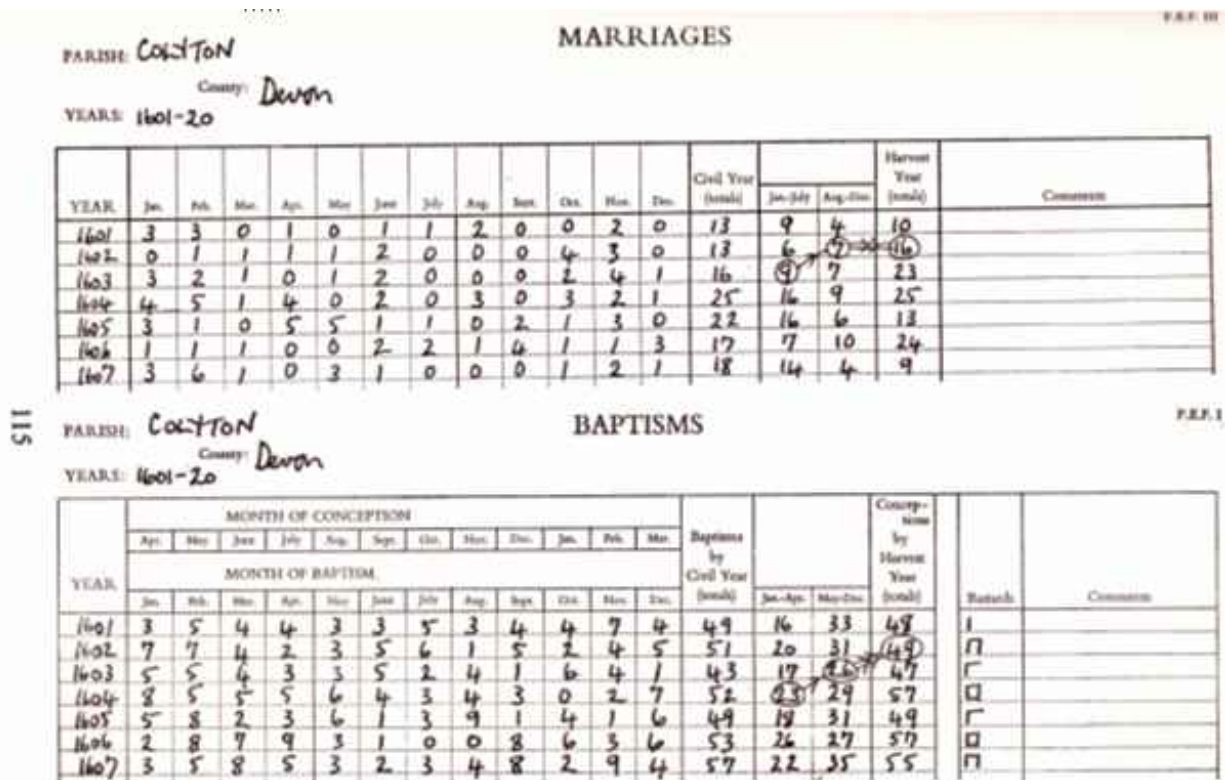 P.R.F. III
MARRIAGES
PARISH: COLYTON
County: Devon
YEARS: 1601-20
Civil Year (totals) Harvest Year (totals)
YEAR Jan. Feb. Mar. Apr. May June July Aug. Sept. Oct. Nov. Dec. Jan.-July Aug.-Dec. Comments
1601 3 3 0 1 0 1 1 2 0 0 2 0 13 9 4 10
1602 0 1 1 1 1 2 0 0 0 4 3 0 13 6 7 16
1603 3 2 1 0 1 2 0 0 0 2 4 1 16 9 7 23
1604 4 5 1 4 0 2 0 3 0 3 2 1 25 16 9 25
1605 3 1 0 5 5 1 1 0 2 1 3 0 22 16 6 13
1606 1 1 1 0 0 2 2 1 4 1 1 3 17 7 10 24
1607 3 6 1 0 3 1 0 0 0 1 2 1 18 14 4 9
115
P.R.F. I
BAPTISMS
PARISH: COLYTON
County: Devon
YEARS: 1601-20
MONTH OF CONCEPTION
Apr. May June July Aug. Sept. Oct. Nov. Dec. Jan. Feb. Mar.
Baptisms by Civil Year (totals) Conceptions by Harvest Year (totals)
MONTH OF BAPTISM
YEAR Jan. Feb. Mar. Apr. May June July Aug. Sept. Oct. Nov. Dec. Jan.-Apr. May-Dec. Comments
1601 3 5 4 4 3 3 5 3 4 4 7 4 49 16 33 48
1602 7 7 4 2 3 5 6 1 5 2 4 5 51 20 31 49
1603 5 5 4 3 3 5 2 4 1 6 4 1 43 17 26 47
1604 8 5 5 5 6 4 3 4 3 0 2 7 52 23 29 57
1605 5 8 2 3 6 1 3 9 1 4 1 6 49 18 31 49
1606 2 8 7 9 3 1 0 0 8 6 3 6 53 26 27 57
1607 3 5 8 5 3 2 3 4 8 2 9 4 57 22 35 55